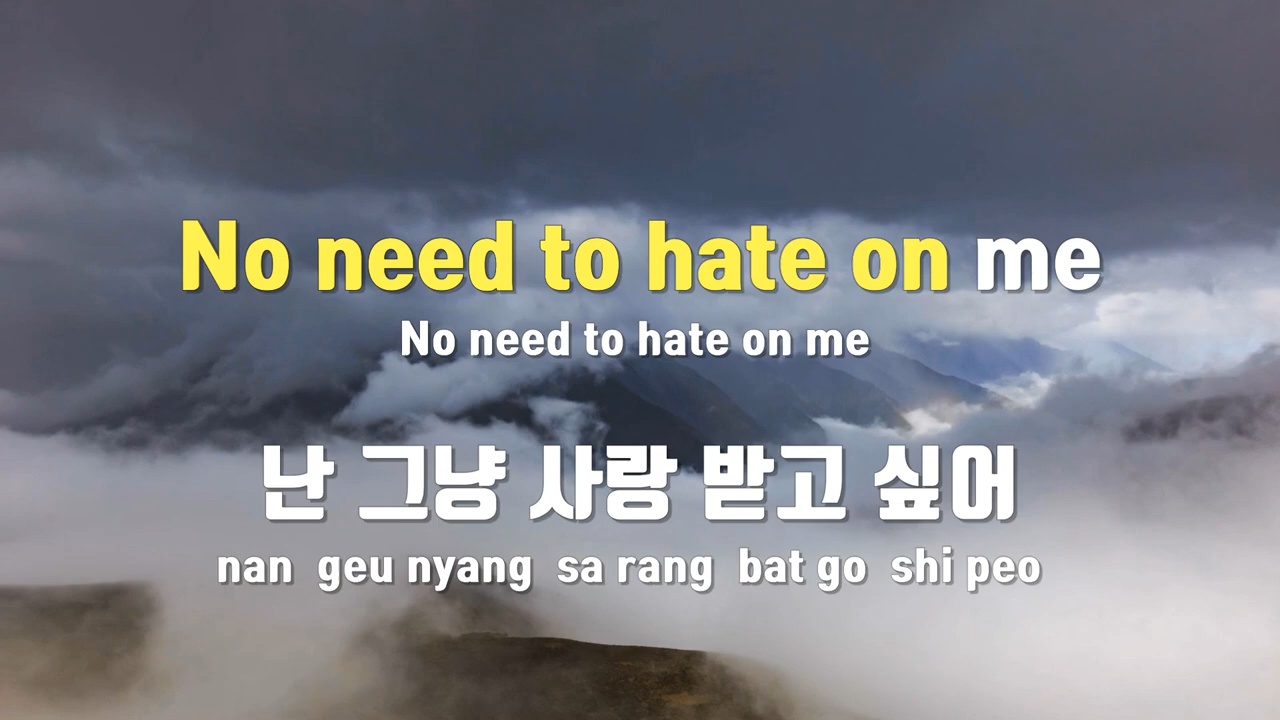 No need to hate on me
No need to hate on me
난 그냥 사랑 받고 싶어
nan geu nyang sa rang bat go shi peo